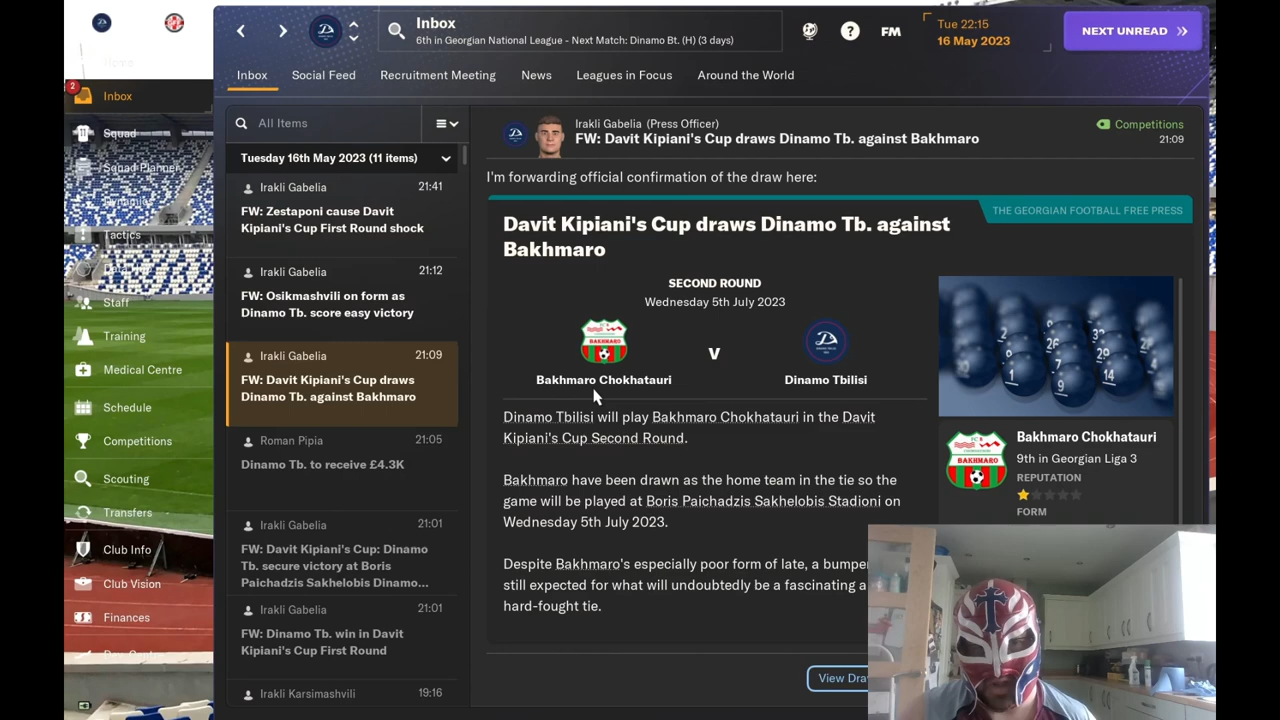 Inbox
6th in Georgian National League - Next Match: Dinamo Bt. (H) (3 days)
FM
Tue 22:15
16 May 2023
NEXT UNREAD
Inbox
Social Feed
Recruitment Meeting
News
Leagues in Focus
Around the World
2
Inbox
Squad
Squad Planner
Dynamics
Tactics
Data Hub
Staff
Training
Medical Centre
Schedule
Competitions
Scouting
Transfers
Club Info
Club Vision
Finances
All Items
Tuesday 16th May 2023 (11 items)
Irakli Gabelia 21:41
FW: Zestaponi cause Davit
Kipiani's Cup First Round shock
Irakli Gabelia 21:12
FW: Osikmashvili on form as
Dinamo Tb. score easy victory
Irakli Gabelia 21:09
FW: Davit Kipiani's Cup draws
Dinamo Tb. against Bakhmaro
Roman Pipia 21:05
Dinamo Tb. to receive £4.3K
Irakli Gabelia 21:01
FW: Davit Kipiani's Cup: Dinamo
Tb. secure victory at Boris
Paichadzis Sakhelobis Dinamo...
Irakli Gabelia 21:01
FW: Dinamo Tb. win in Davit
Kipiani's Cup First Round
Irakli Karsimashvili 19:16
Irakli Gabelia (Press Officer)
FW: Davit Kipiani's Cup draws Dinamo Tb. against Bakhmaro
Competitions
21:09
I'm forwarding official confirmation of the draw here:
THE GEORGIAN FOOTBALL FREE PRESS
Davit Kipiani's Cup draws Dinamo Tb. against
Bakhmaro
SECOND ROUND
Wednesday 5th July 2023
BAKHMARO
V
Bakhmaro Chokhatauri
Dinamo Tbilisi
Dinamo Tbilisi will play Bakhmaro Chokhatauri in the Davit
Kipiani's Cup Second Round.
Bakhmaro have been drawn as the home team in the tie so the
game will be played at Boris Paichadzis Sakhelobis Stadioni on
Wednesday 5th July 2023.
Despite Bakhmaro's especially poor form of late, a bumper
still expected for what will undoubtedly be a fascinating a
hard-fought tie.
BAKHMARO
Bakhmaro Chokhatauri
9th in Georgian Liga 3
REPUTATION
FORM
View Dra